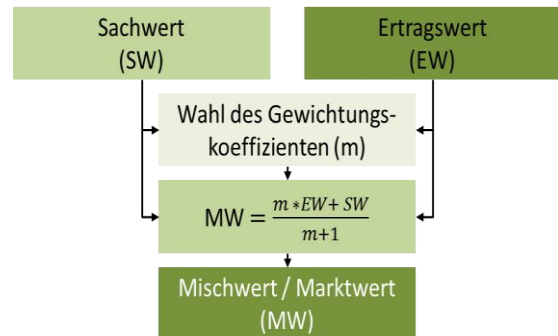 Sachwert
(SW)
Ertragswert
(EW)
Wahl des Gewichtungs-
koeffizienten (m)
MW = (m *EW+ SW)/(m+1)
Mischwert / Marktwert
(MW)